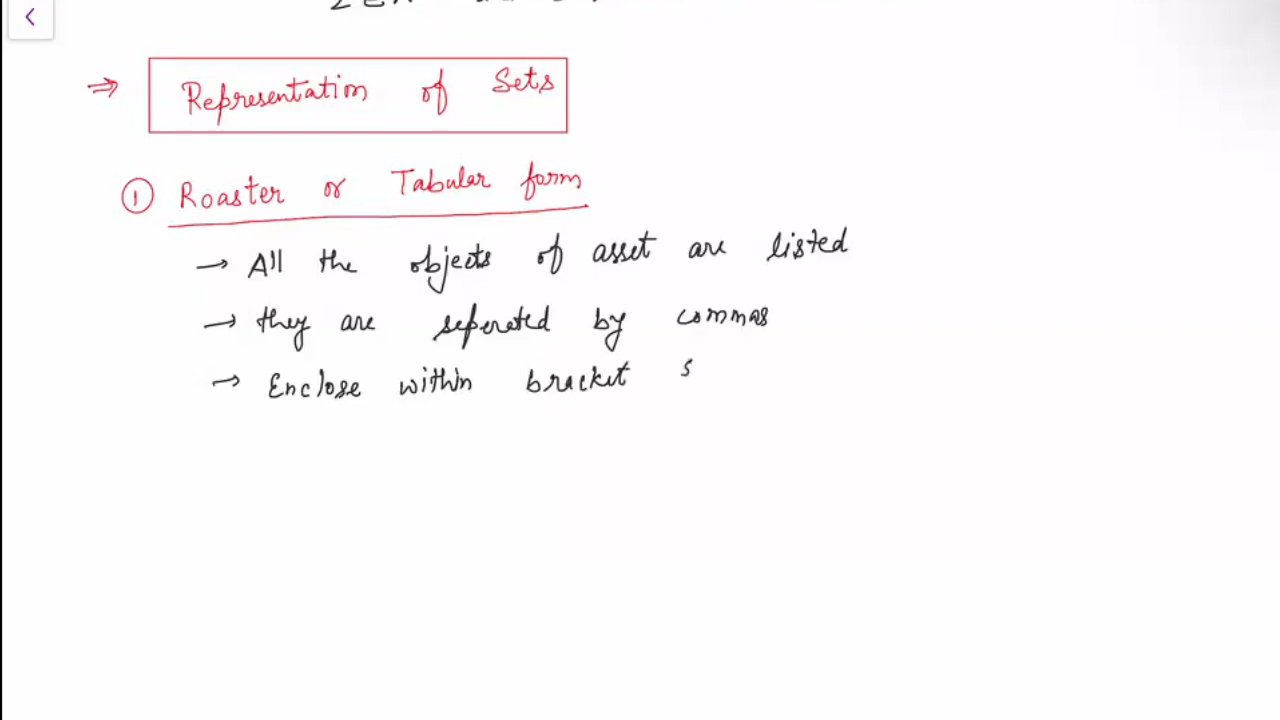 ⇒ Representation of Sets
① Roaster or Tabular form
→ All the objects of asset are listed
→ they are seperated by commas
→ Enclose within bracket